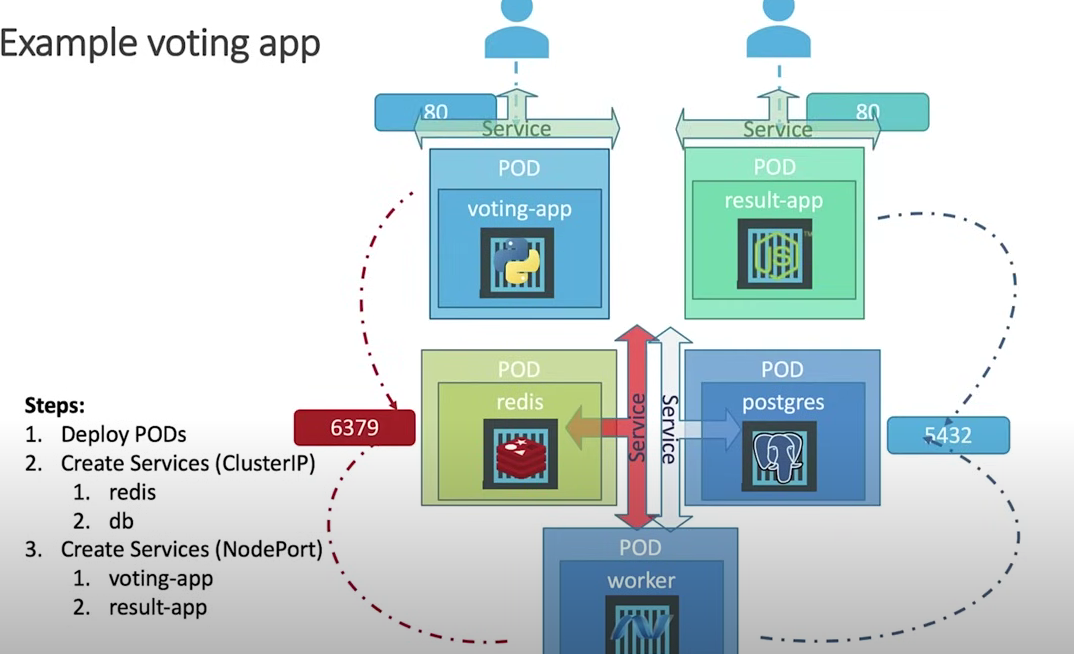 Example voting app
80
80
Service
Service
POD
POD
voting-app
result-app
JS
TM
POD
POD
redis
postgres
Service
Service
6379
5432
Steps:
1. Deploy PODs
2. Create Services (ClusterIP)
1. redis
2. db
3. Create Services (NodePort)
1. voting-app
2. result-app
POD
worker